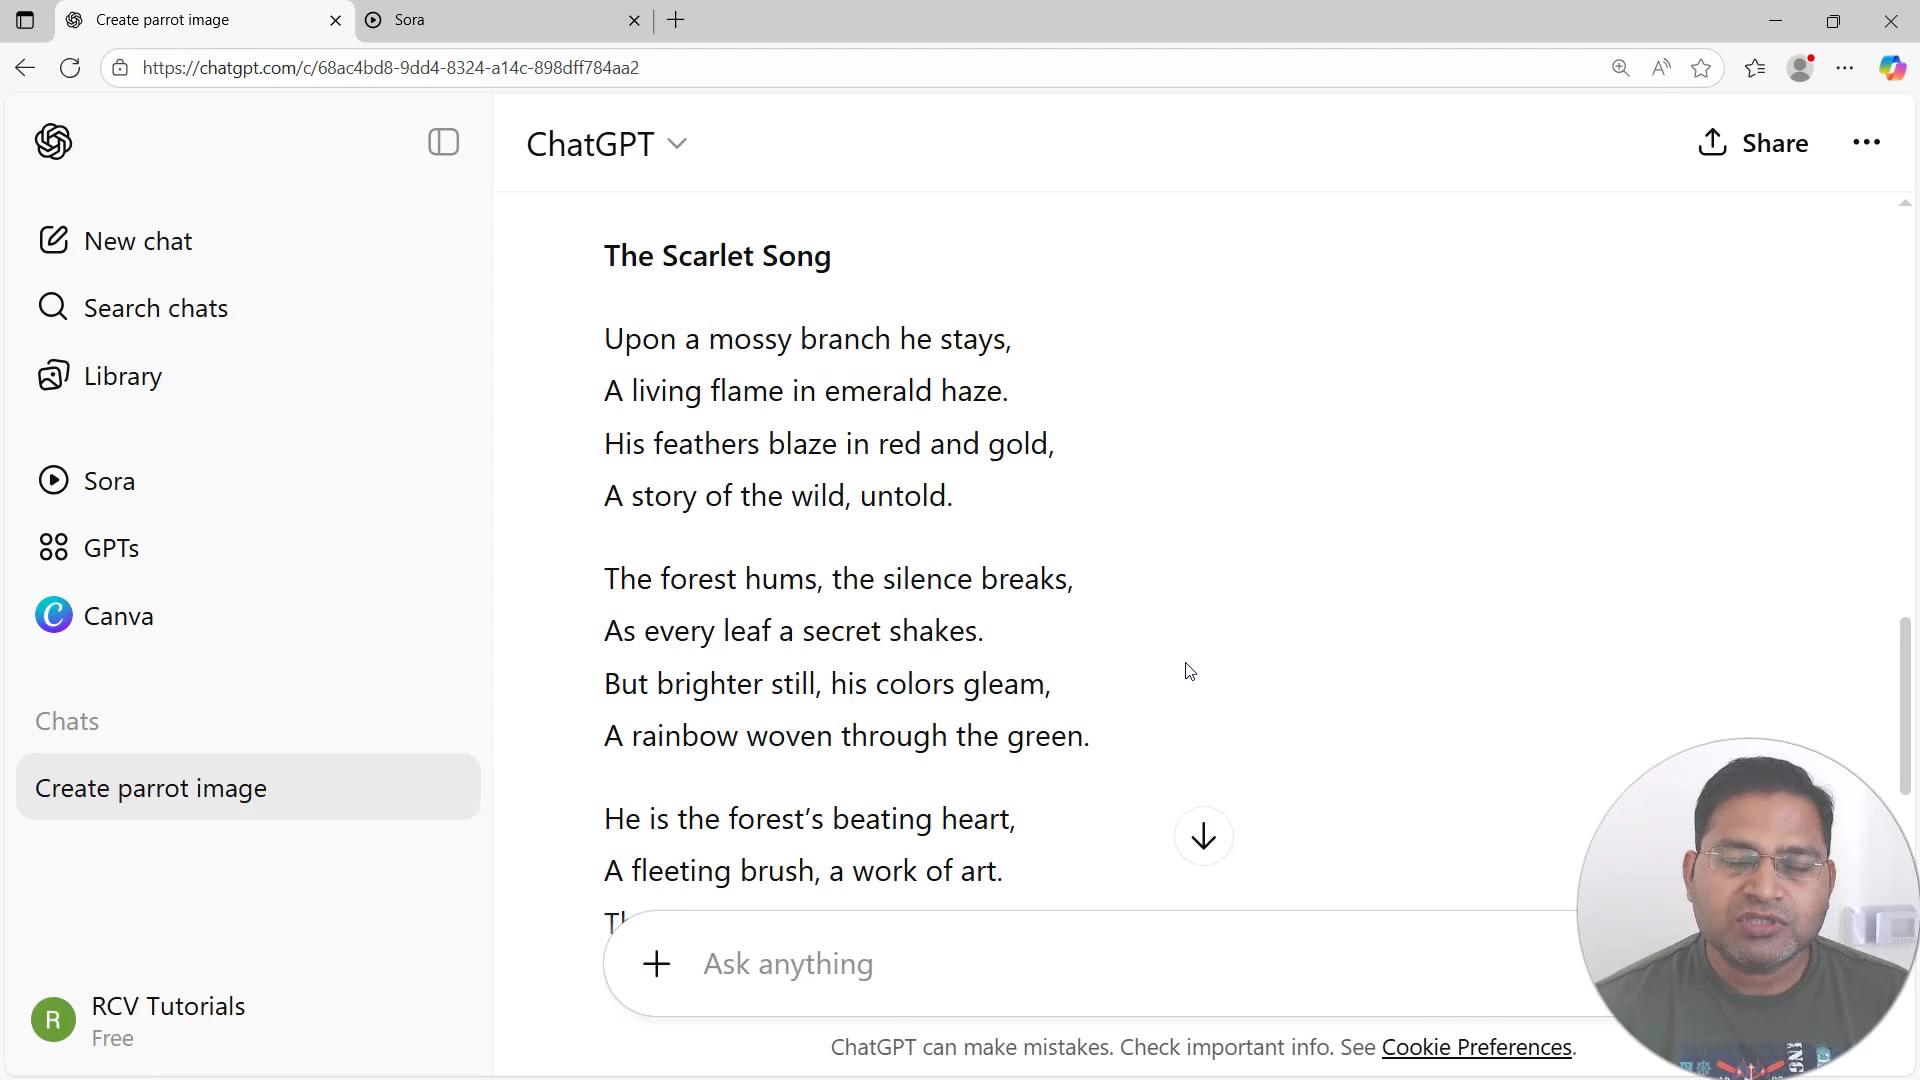 Create parrot image
Sora
https://chatgpt.com/c/68ac4bd8-9dd4-8324-a14c-898dff784aa2
ChatGPT
Share
New chat
Search chats
Library
Sora
GPTs
Canva
Chats
Create parrot image
RCV Tutorials
R
Free
The Scarlet Song
Upon a mossy branch he stays,
A living flame in emerald haze.
His feathers blaze in red and gold,
A story of the wild, untold.
The forest hums, the silence breaks,
As every leaf a secret shakes.
But brighter still, his colors gleam,
A rainbow woven through the green.
He is the forest’s beating heart,
A fleeting brush, a work of art.
Ask anything
ChatGPT can make mistakes. Check important info. See Cookie Preferences.